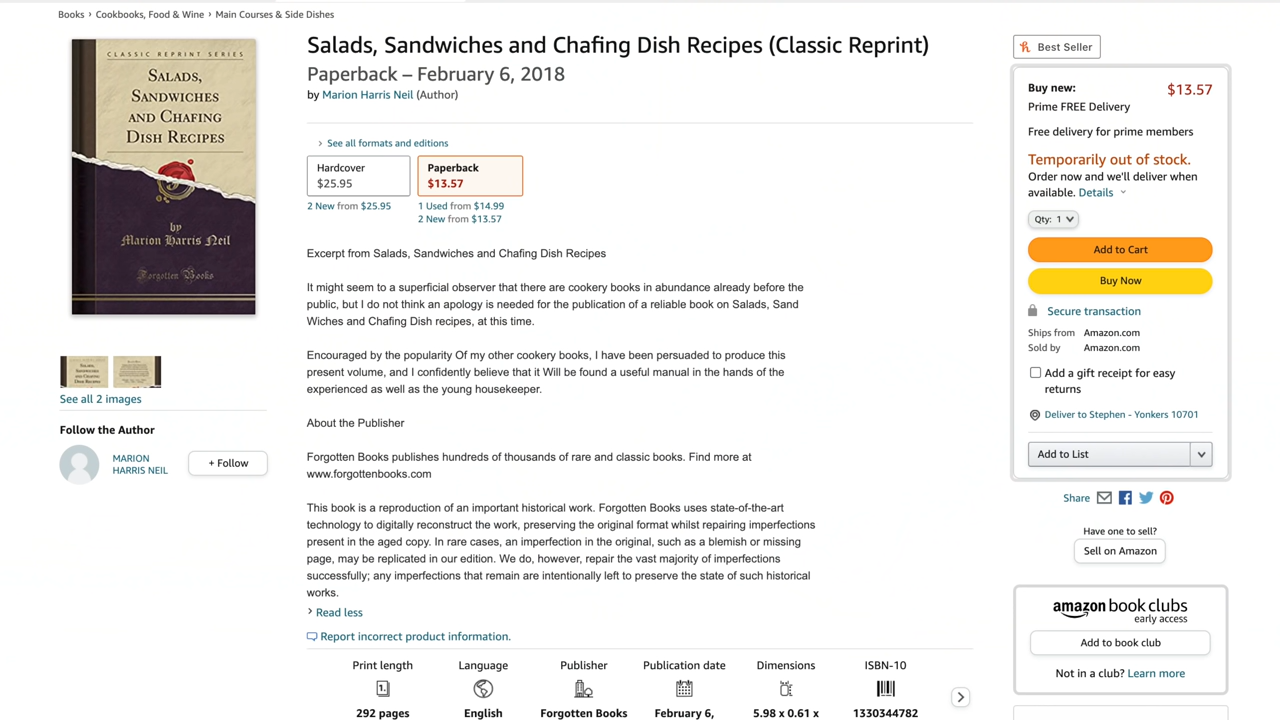 Books › Cookbooks, Food & Wine › Main Courses & Side Dishes
CLASSIC REPRINT SERIES
SALADS,
SANDWICHES
AND CHAFING
DISH RECIPES
by
Marion Harris Neil
Forgotten Books
See all 2 images
Follow the Author
MARION
HARRIS NEIL
+ Follow
Salads, Sandwiches and Chafing Dish Recipes (Classic Reprint)
Paperback – February 6, 2018
by Marion Harris Neil (Author)
› See all formats and editions
Hardcover
$25.95
Paperback
$13.57
2 New from $25.95
1 Used from $14.99
2 New from $13.57
Excerpt from Salads, Sandwiches and Chafing Dish Recipes
It might seem to a superficial observer that there are cookery books in abundance already before the
public, but I do not think an apology is needed for the publication of a reliable book on Salads, Sand
Wiches and Chafing Dish recipes, at this time.
Encouraged by the popularity Of my other cookery books, I have been persuaded to produce this
present volume, and I confidently believe that it Will be found a useful manual in the hands of the
experienced as well as the young housekeeper.
About the Publisher
Forgotten Books publishes hundreds of thousands of rare and classic books. Find more at
www.forgottenbooks.com
This book is a reproduction of an important historical work. Forgotten Books uses state-of-the-art
technology to digitally reconstruct the work, preserving the original format whilst repairing imperfections
present in the aged copy. In rare cases, an imperfection in the original, such as a blemish or missing
page, may be replicated in our edition. We do, however, repair the vast majority of imperfections
successfully; any imperfections that remain are intentionally left to preserve the state of such historical
works.
› Read less
Report incorrect product information.
Print length
292 pages
Language
English
Publisher
Forgotten Books
Publication date
February 6,
Dimensions
5.98 x 0.61 x
ISBN-10
1330344782
Best Seller
Buy new:
$13.57
Prime FREE Delivery
Free delivery for prime members
Temporarily out of stock.
Order now and we'll deliver when
available. Details
Qty: 1
Add to Cart
Buy Now
Secure transaction
Ships from Amazon.com
Sold by Amazon.com
Add a gift receipt for easy
returns
Deliver to Stephen - Yonkers 10701
Add to List
Share
Have one to sell?
Sell on Amazon
amazon book clubs
early access
Add to book club
Not in a club? Learn more